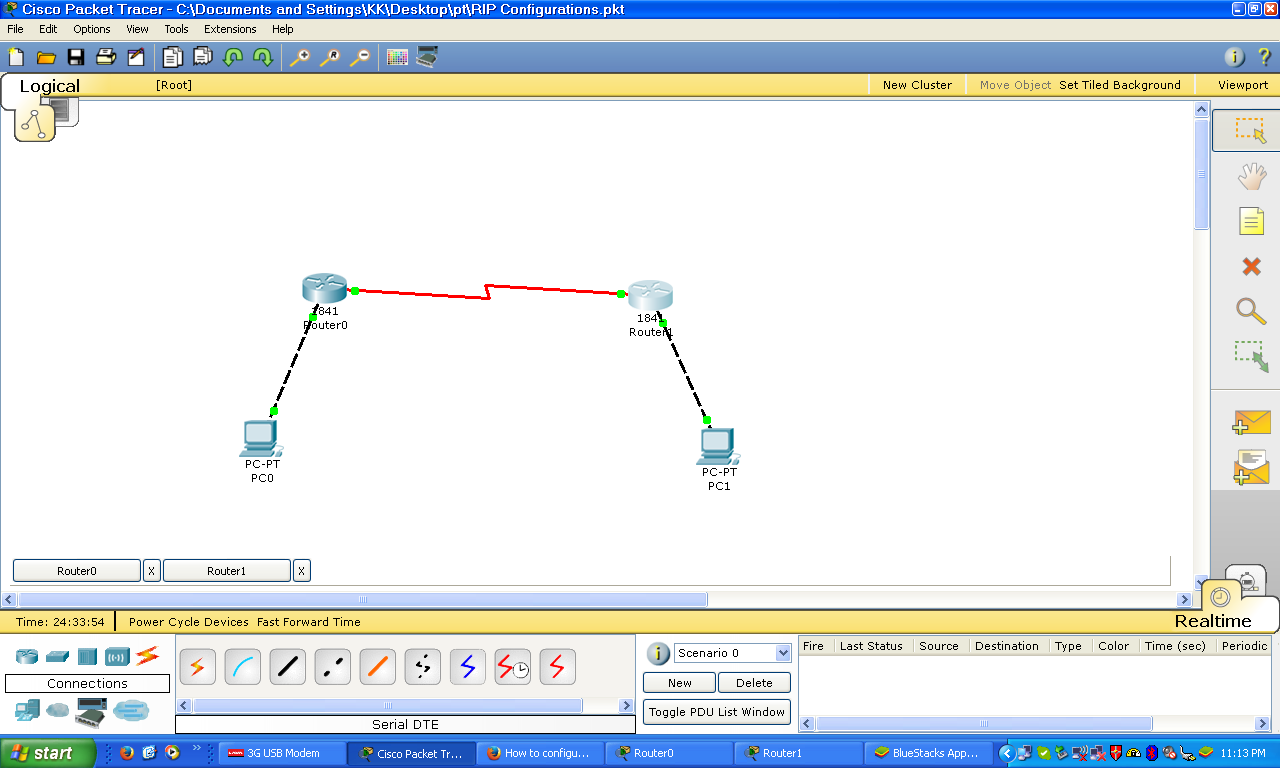 Cisco Packet Tracer - C:\Documents and Settings\KK\Desktop\pt\RIP Configurations.pkt
File Edit Options View Tools Extensions Help
Logical [Root] New Cluster Move Object Set Tiled Background Viewport
1841
Router0
1841
Router1
PC-PT
PC0
PC-PT
PC1
Router0 X Router1 X
Time: 24:33:54 Power Cycle Devices Fast Forward Time Realtime
Scenario 0
Fire Last Status Source Destination Type Color Time (sec) Periodic
Connections
New Delete
Toggle PDU List Window
Serial DTE
start 3G USB Modem Cisco Packet Tr... How to configu... Router0 Router1 BlueStacks App... 11:13 PM